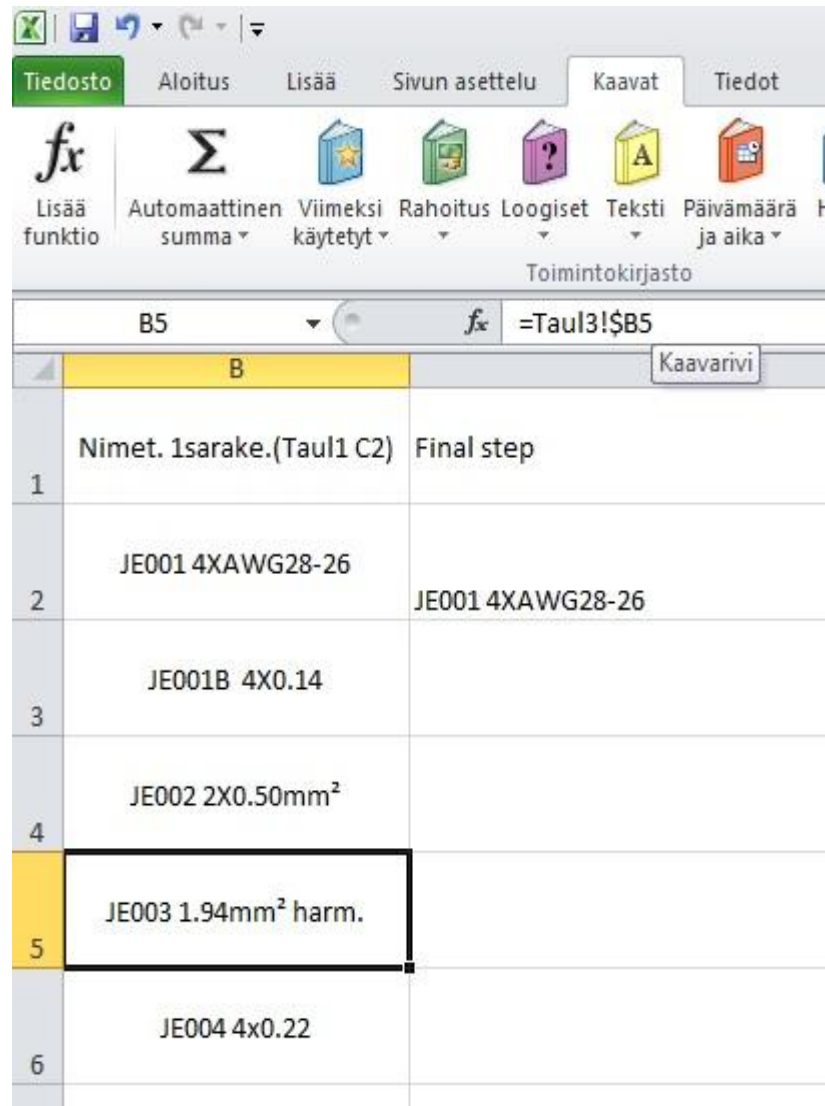 Tiedosto Aloitus Lisää Sivun asettelu Kaavat Tiedot
fx Σ ? A
Lisää Automaattinen Viimeksi Rahoitus Loogiset Teksti Päivämäärä
funktio summa käytetyt ja aika
Toimintokirjasto
B5 fx =Taul3!$B5
Kaavarivi
B
1 Nimet. 1sarake.(Taul1 C2) Final step
2 JE001 4XAWG28-26 JE001 4XAWG28-26
3 JE001B 4X0.14
4 JE002 2X0.50mm²
5 JE003 1.94mm² harm.
6 JE004 4x0.22